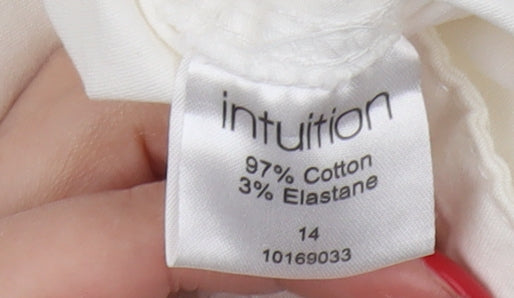 intuition
97% Cotton
3% Elastane
14
10169033